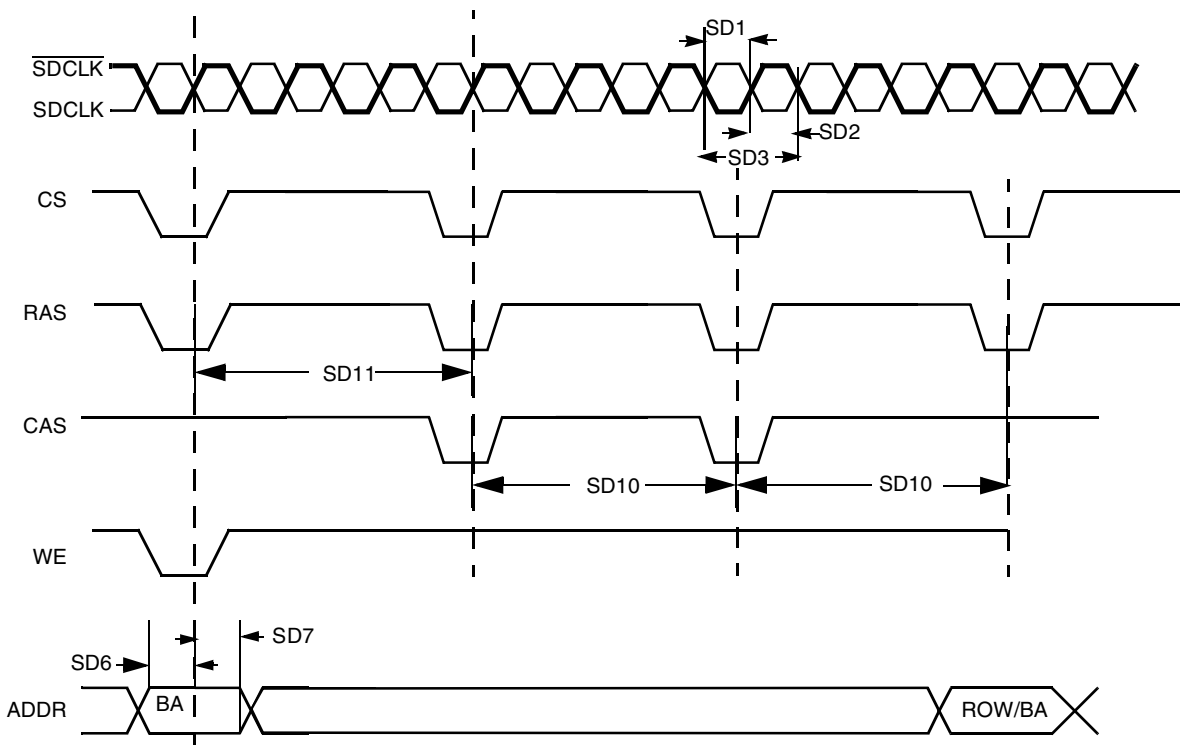 SD1
SDCLK
SDCLK
SD2
SD3
CS
RAS
SD11
CAS
SD10
SD10
WE
SD7
SD6
BA
ADDR
ROW/BA